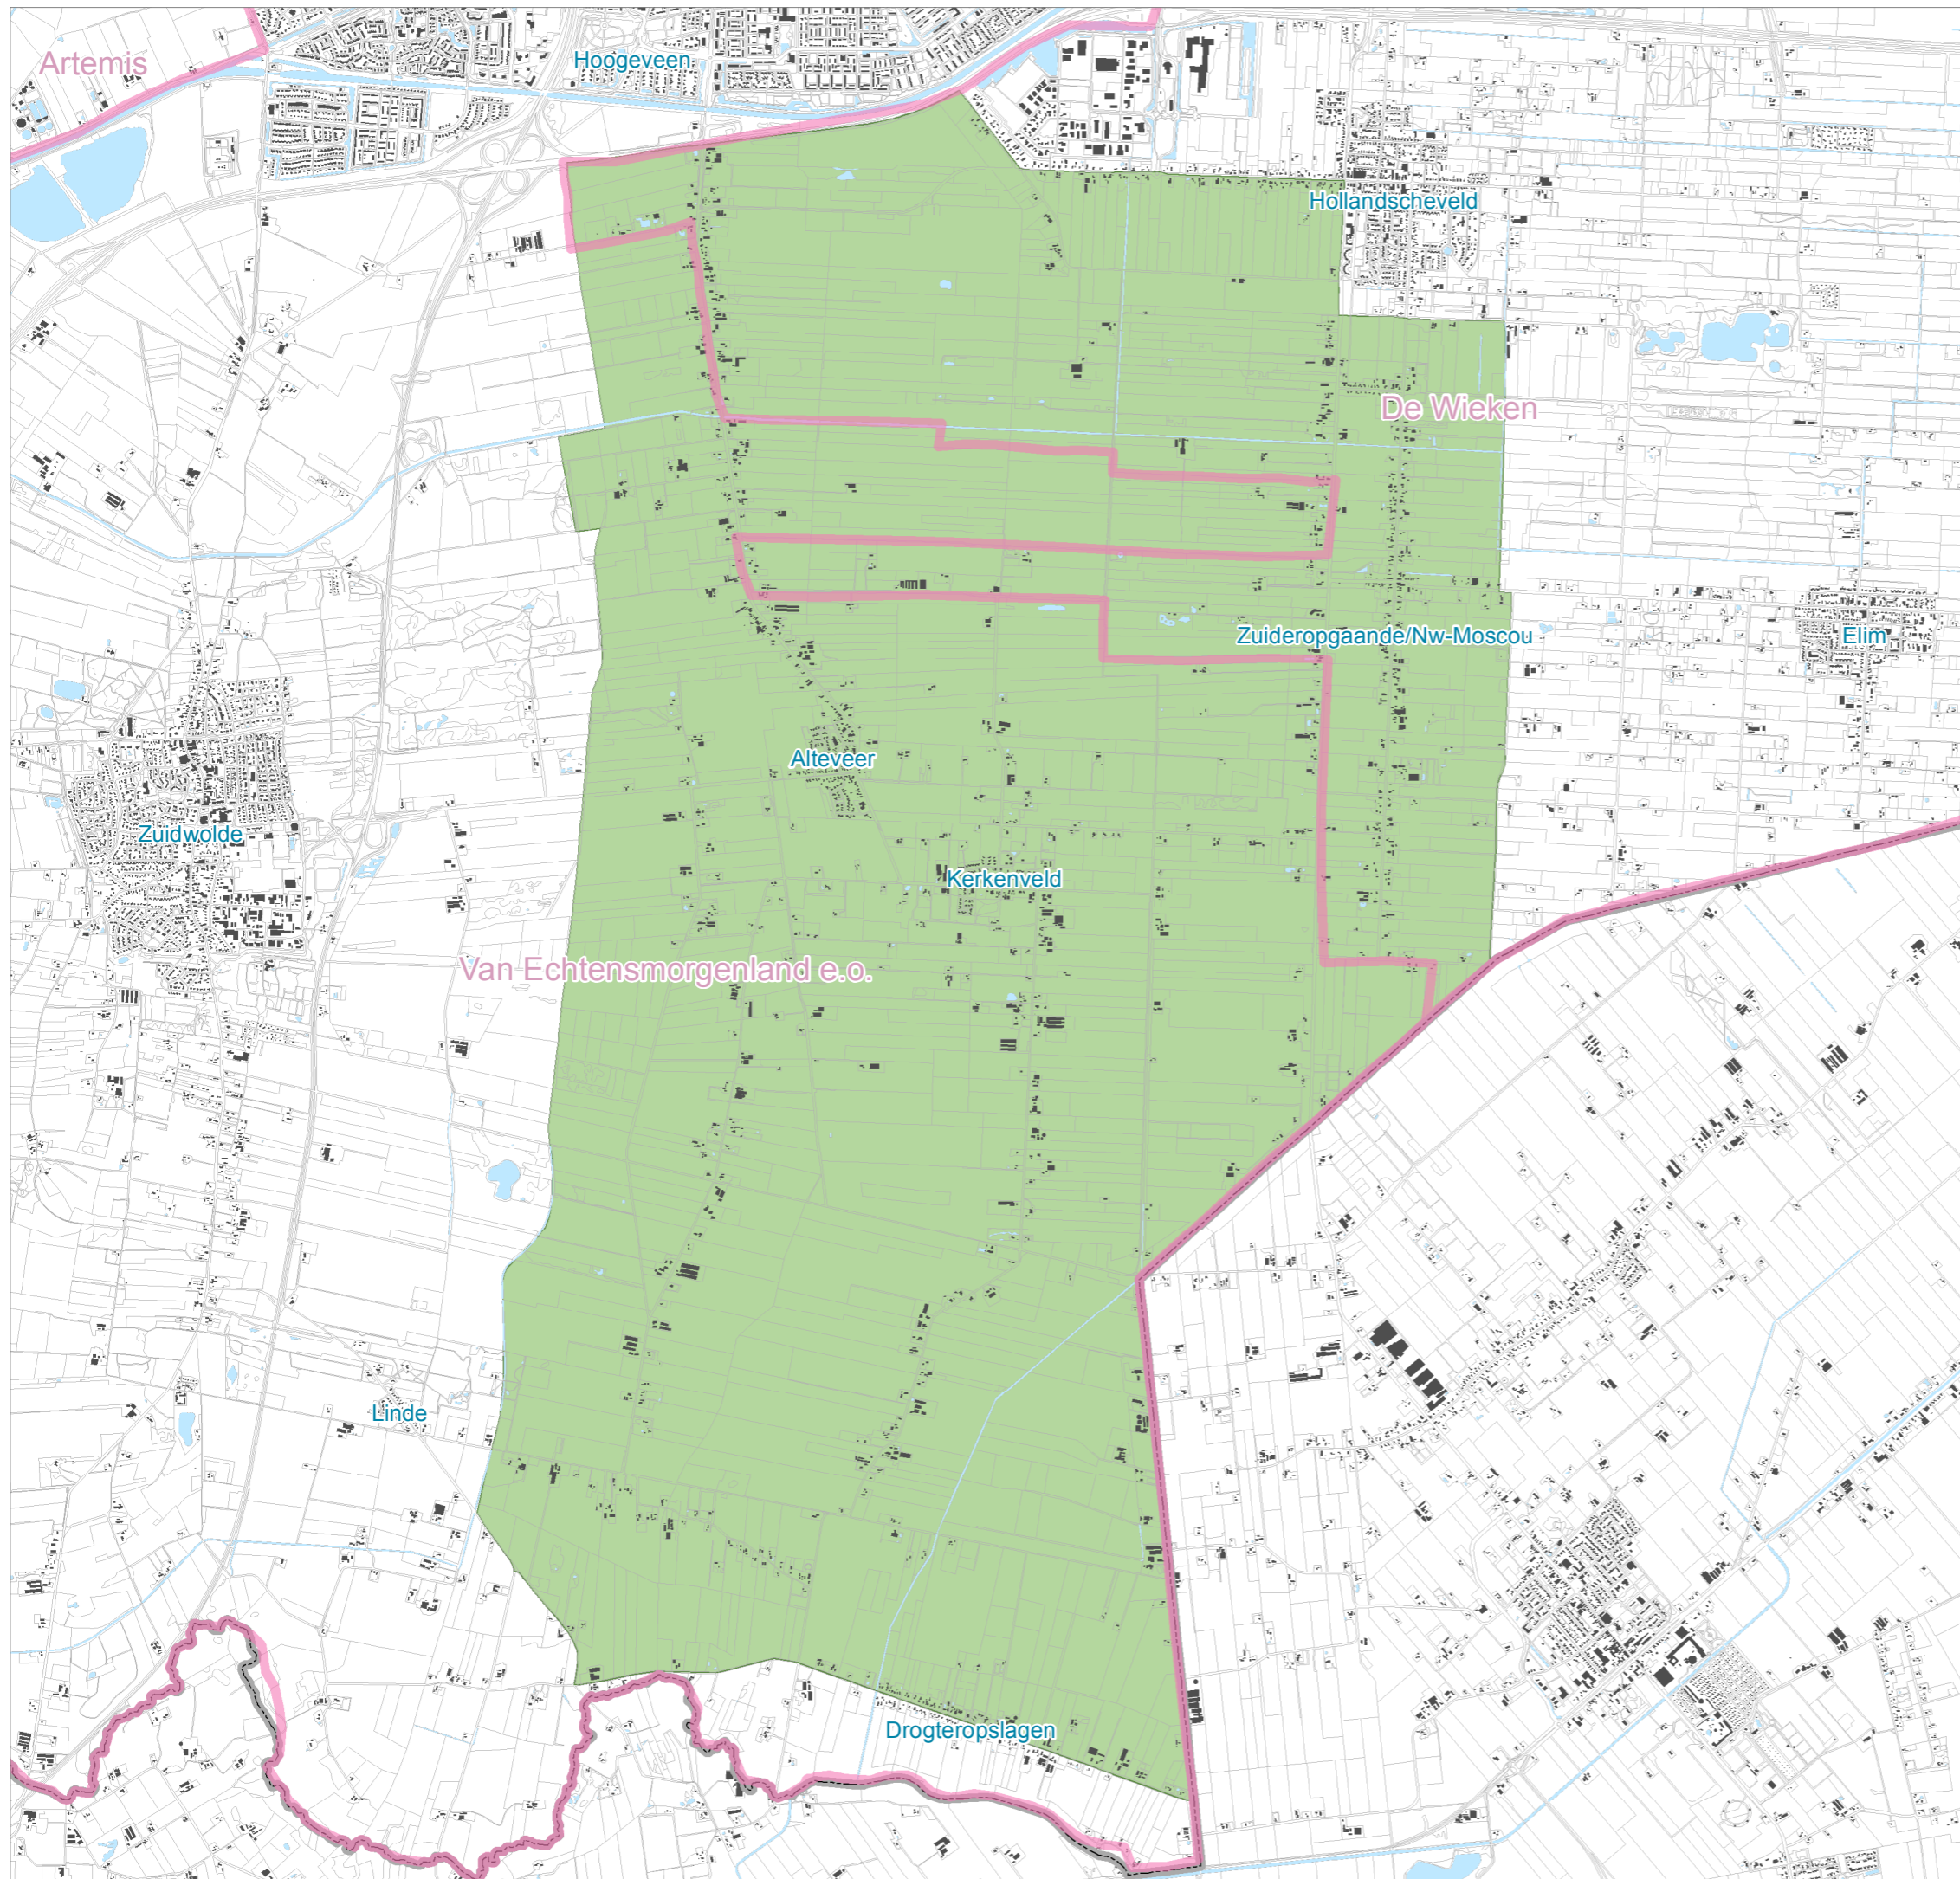 Artemis
Hoogeveen
Hollandscheveld
De Wieken
Zuideropgaande/Nw-Moscou
Elim
Alteveer
Zuidwolde
Kerkenveld
Van Echtensmorgenland e.o.
Linde
Drogteropslagen